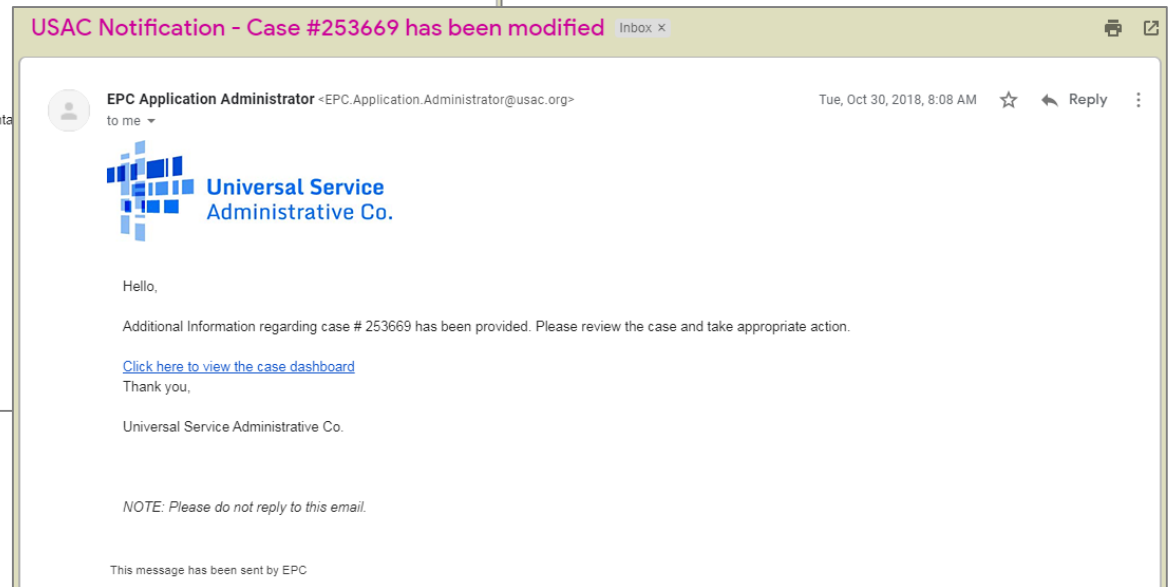 USAC Notification - Case #253669 has been modified Inbox ×
EPC Application Administrator <EPC.Application.Administrator@usac.org> Tue, Oct 30, 2018, 8:08 AM Reply
to me
Universal Service
Administrative Co.
Hello,
Additional Information regarding case # 253669 has been provided. Please review the case and take appropriate action.
Click here to view the case dashboard
Thank you,
Universal Service Administrative Co.
NOTE: Please do not reply to this email.
This message has been sent by EPC